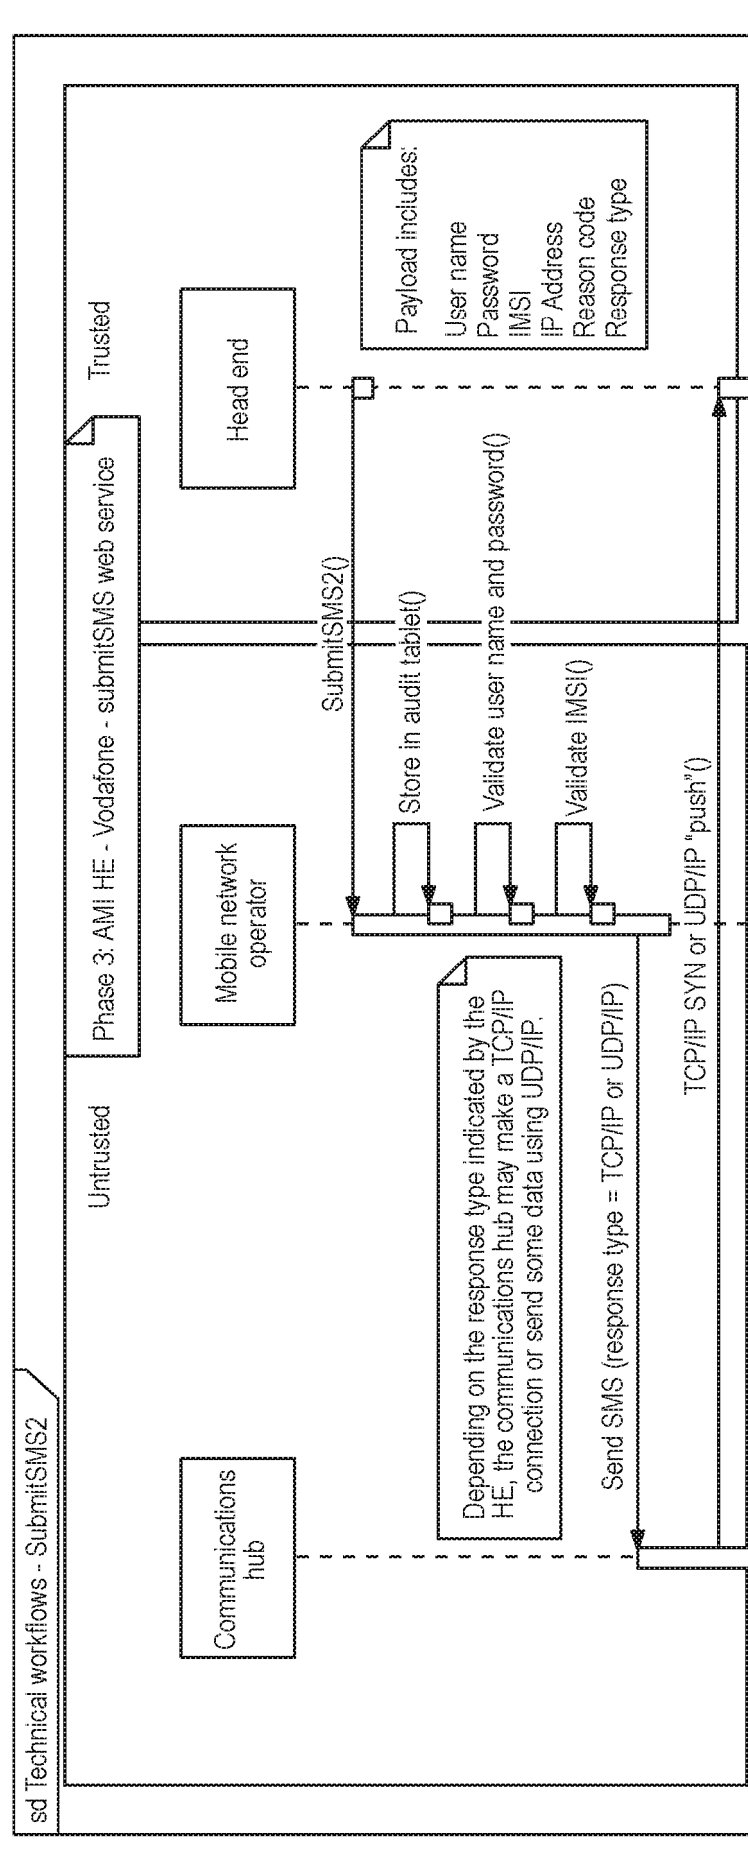 sd Technical workflows - SubmitSMS2
Untrusted
Trusted
Phase 3: AMI HE - Vodafone - submitSMS web service
Communications
hub
Mobile network
operator
Head end
SubmitSMS2()
Payload includes:
User name
Password
IMSI
IP Address
Reason code
Response type
Store in audit tablet()
Validate user name and password()
Validate IMSI()
Depending on the response type indicated by the
HE, the communications hub may make a TCP/IP
connection or send some data using UDP/IP.
Send SMS (response type = TCP/IP or UDP/IP)
TCP/IP SYN or UDP/IP "push"()